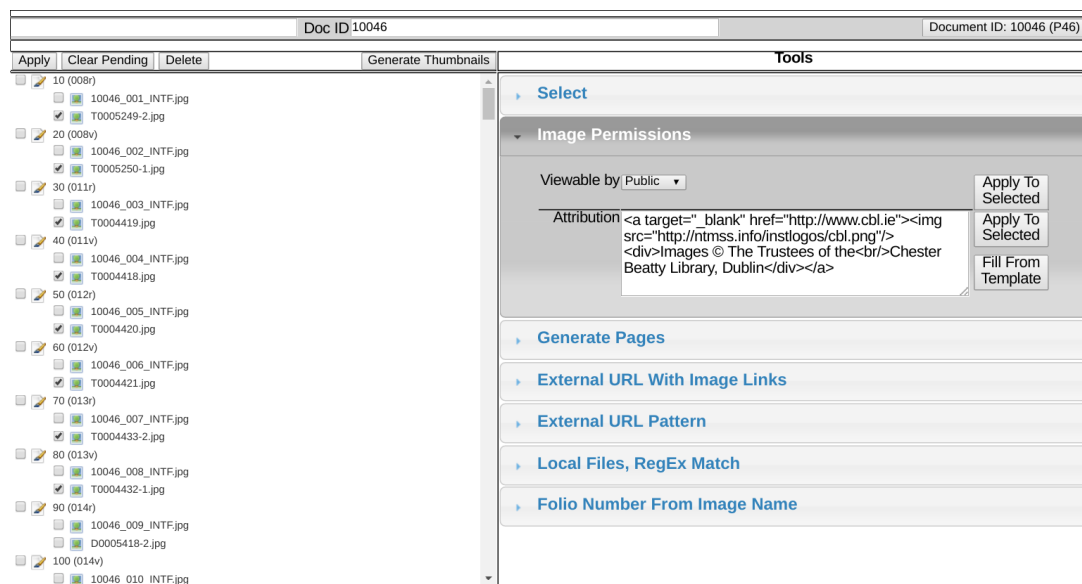 Doc ID 10046
Document ID: 10046 (P46)
Apply Clear Pending Delete Generate Thumbnails
10 (008r)
10046_001_INTF.jpg
T0005249-2.jpg
20 (008v)
10046_002_INTF.jpg
T0005250-1.jpg
30 (011r)
10046_003_INTF.jpg
T0004419.jpg
40 (011v)
10046_004_INTF.jpg
T0004418.jpg
50 (012r)
10046_005_INTF.jpg
T0004420.jpg
60 (012v)
10046_006_INTF.jpg
T0004421.jpg
70 (013r)
10046_007_INTF.jpg
T0004433-2.jpg
80 (013v)
10046_008_INTF.jpg
T0004432-1.jpg
90 (014r)
10046_009_INTF.jpg
D0005418-2.jpg
100 (014v)
10046_010_INTF.jpg
Tools
Select
Image Permissions
Viewable by Public
Apply To
Selected
Attribution
<a target="_blank" href="http://www.cbl.ie"><img
src="http://ntmss.info/instlogos/cbl.png"/>
<div>Images © The Trustees of the<br/>Chester
Beatty Library, Dublin</div></a>
Apply To
Selected
Fill From
Template
Generate Pages
External URL With Image Links
External URL Pattern
Local Files, RegEx Match
Folio Number From Image Name